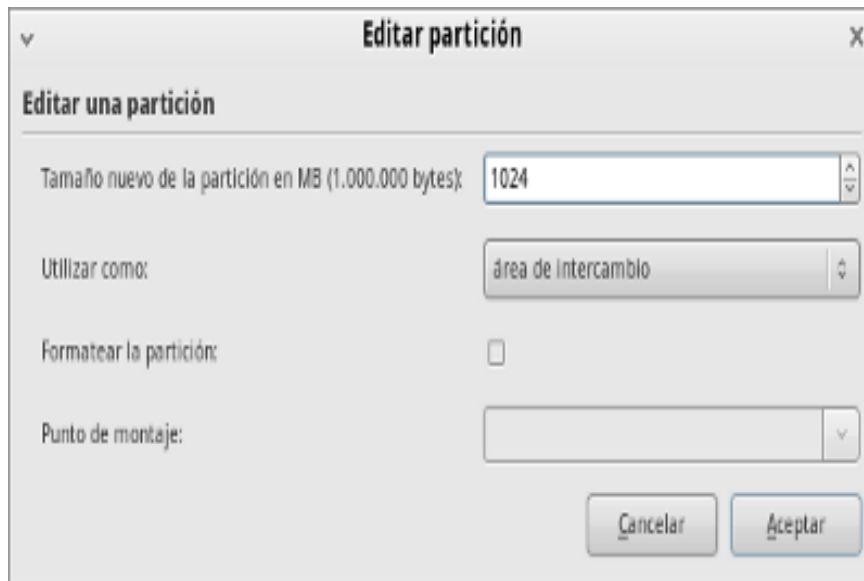 Editar partición
Editar una partición
Tamaño nuevo de la partición en MB (1.000.000 bytes): 1024
Utilizar como: área de intercambio
Formatear la partición:
Punto de montaje:
Cancelar Aceptar